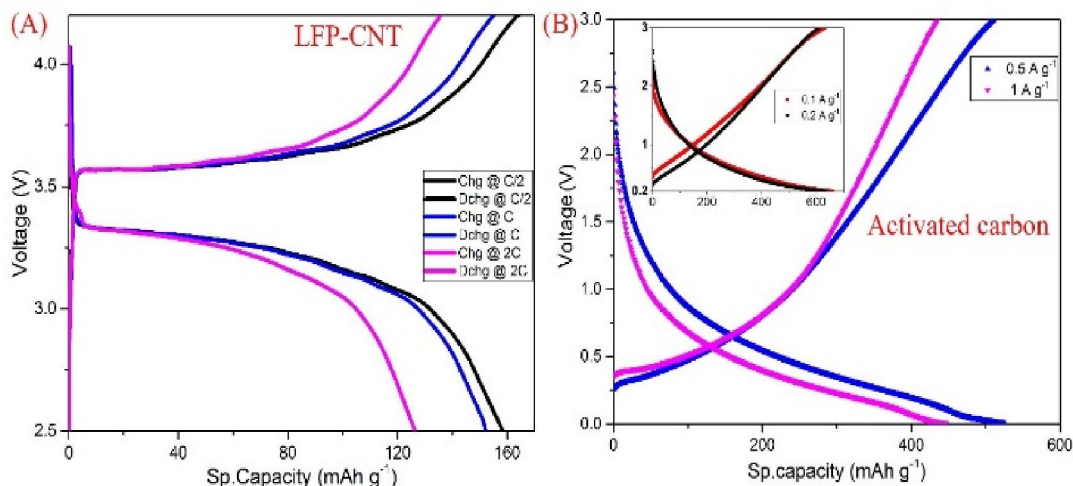 (A)
LFP-CNT
Voltage (V)
4.0
3.5
3.0
2.5
Chg @ C/2
Dchg @ C/2
Chg @ C
Dchg @ C
Chg @ 2C
Dchg @ 2C
0 40 80 120 160
Sp.Capacity (mAh g⁻¹)
(B)
Voltage (V)
3.0
2.5
2.0
1.5
1.0
0.5
0.0
3
2
1
0.2
0.1 A g⁻¹
0.2 A g⁻¹
0 200 400 600
0.5 A g⁻¹
1 A g⁻¹
Activated carbon
0 200 400 600
Sp.capacity (mAh g⁻¹)